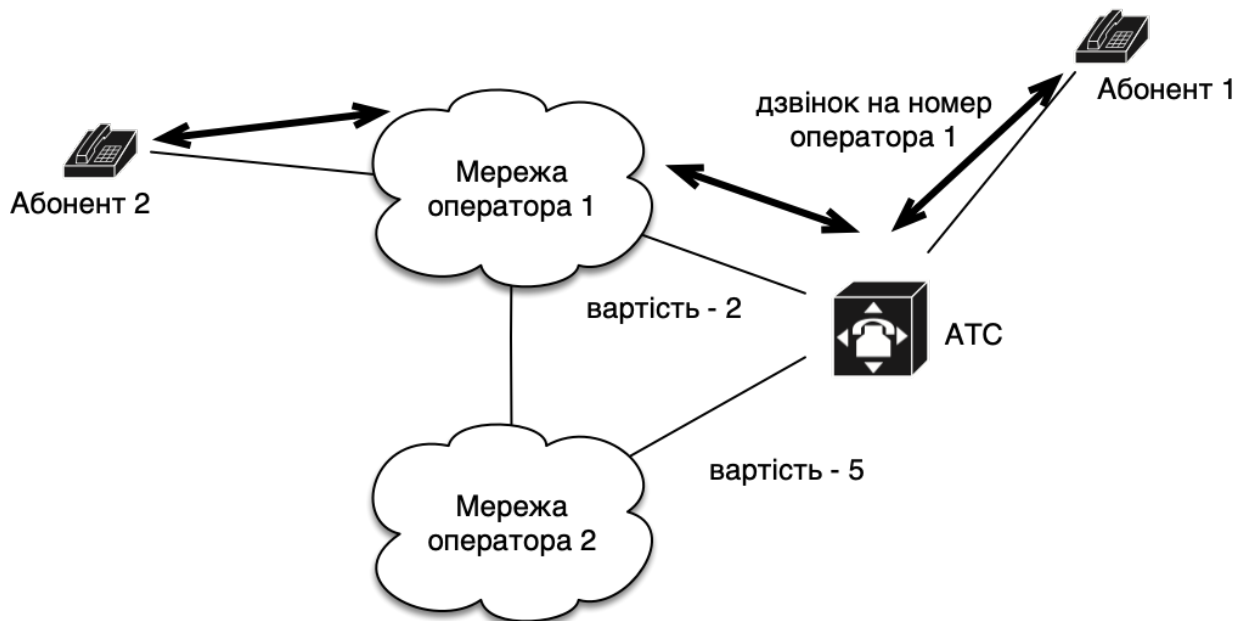 Абонент 1
дзвінок на номер
оператора 1
Абонент 2
Мережа
оператора 1
вартість - 2
АТС
вартість - 5
Мережа
оператора 2